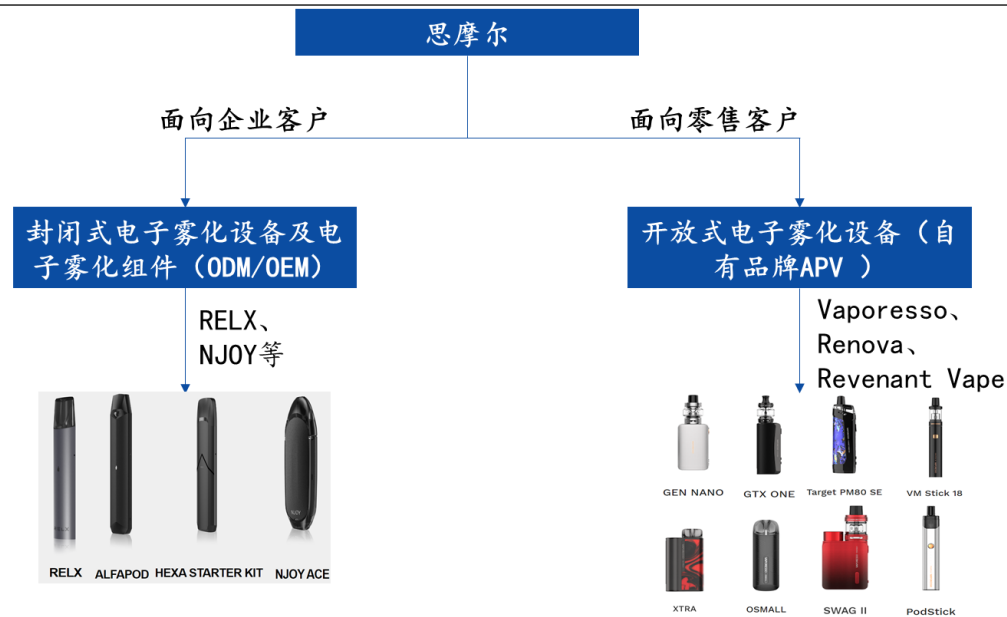 思摩尔
面向企业客户
面向零售客户
封闭式电子雾化设备及电
子雾化组件（ODM/OEM）
开放式电子雾化设备（自
有品牌APV ）
RELX、
NJOY等
Vaporesso、
Renova、
Revenant Vape
RELX
NJOY
RELX ALFAPOD HEXA STARTER KIT NJOY ACE
GEN NANO GTX ONE Target PM80 SE VM Stick 18
XTRA OSMALL SWAG II PodStick